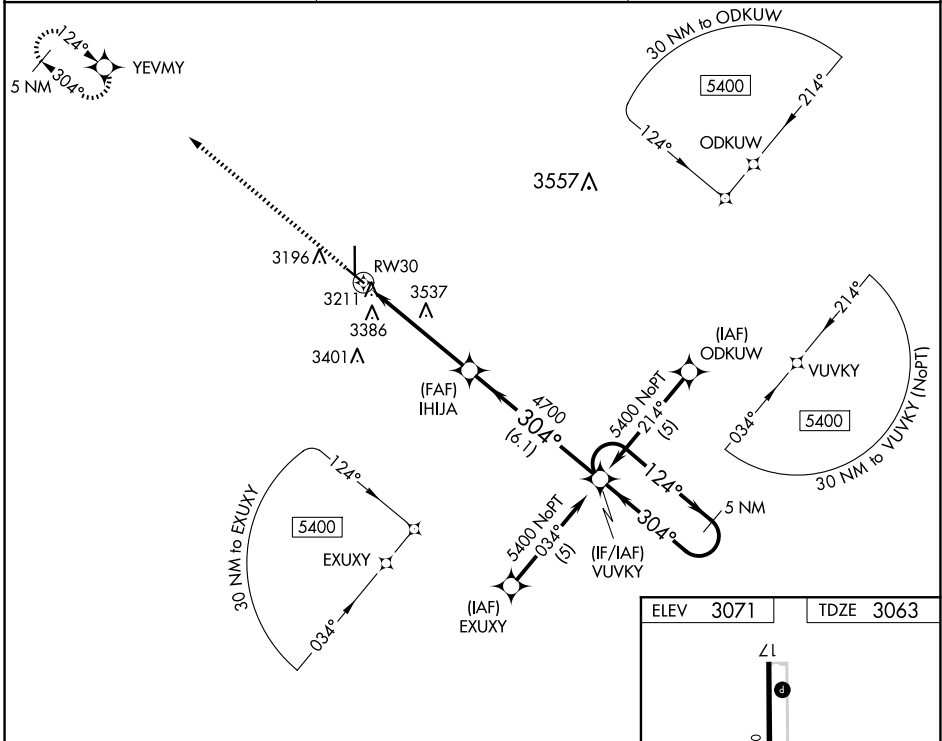 124°
304°
5 NM
YEVMY
30 NM to ODKUW
5400
214°
124°
ODKUW
3557
3196
RW30
3211
3537
3386
3401
(FAF)
IHIJA
4700
304°
(6.1)
(IAF)
ODKUW
5400 NoPT
214°
(5)
214°
VUVKY
034°
5400
30 NM to VUVKY (NoPT)
124°
304°
5 NM
(IF/IAF)
VUVKY
5400 NoPT
034°
(5)
(IAF)
EXUXY
30 NM to EXUXY
124°
5400
EXUXY
034°
ELEV 3071
TDZE 3063
17
P
0